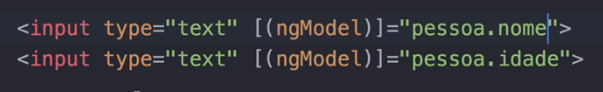 <input type="text" [(ngModel)]="pessoa.nome">
<input type="text" [(ngModel)]="pessoa.idade">